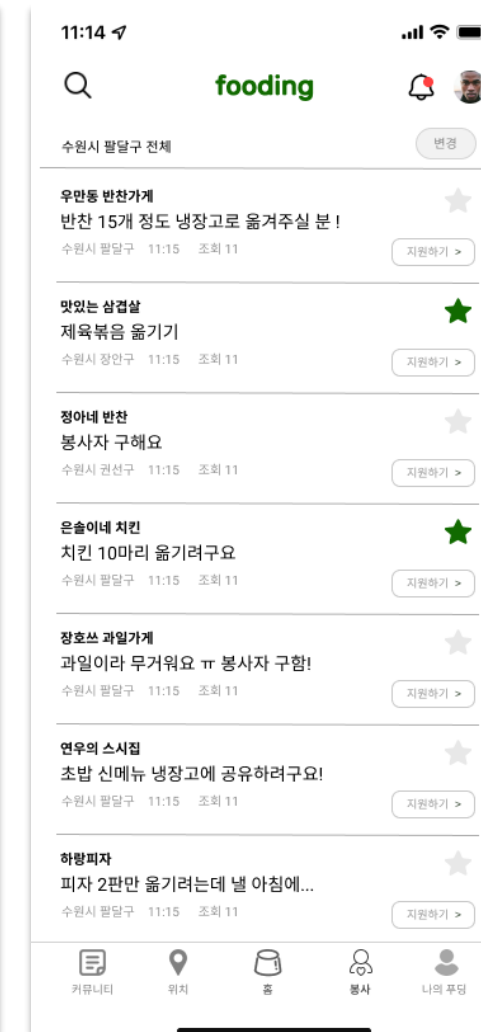 11:14
fooding
수원시 팔달구 전체
변경
우만동 반찬가게
반찬 15개 정도 냉장고로 옮겨주실 분 !
수원시 팔달구 11:15 조회 11
지원하기 >
맛있는 삼겹살
제육볶음 옮기기
수원시 장안구 11:15 조회 11
지원하기 >
정아네 반찬
봉사자 구해요
수원시 권선구 11:15 조회 11
지원하기 >
은솔이네 치킨
치킨 10마리 옮기려구요
수원시 팔달구 11:15 조회 11
지원하기 >
장호쓰 과일가게
과일이라 무거워요 ㅠ 봉사자 구함!
수원시 팔달구 11:15 조회 11
지원하기 >
연우의 스시집
초밥 신메뉴 냉장고에 공유하려구요!
수원시 팔달구 11:15 조회 11
지원하기 >
하랑피자
피자 2판만 옮기려는데 낼 아침에...
수원시 팔달구 11:15 조회 11
지원하기 >
커뮤니티 위치 홈 봉사 나의 푸딩